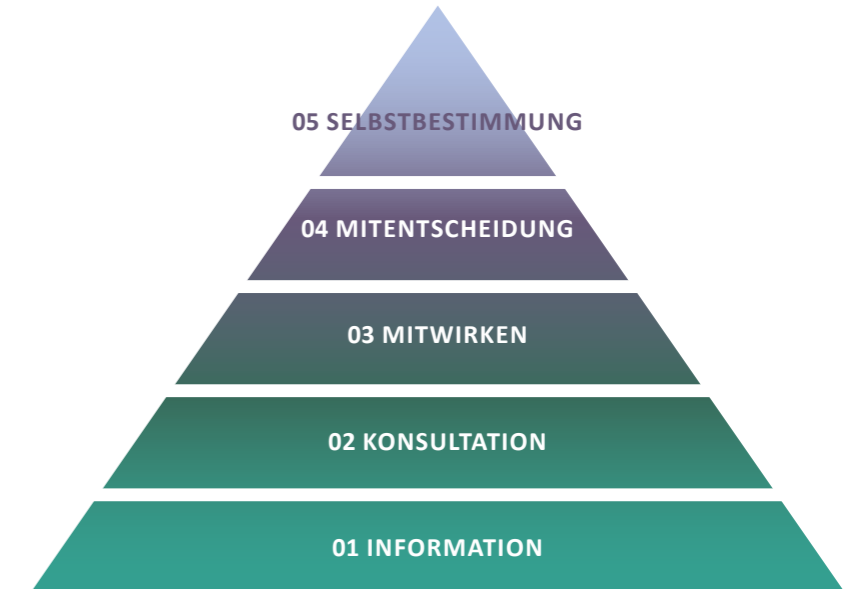 05 SELBSTBESTIMMUNG
04 MITENTSCHEIDUNG
03 MITWIRKEN
02 KONSULTATION
01 INFORMATION